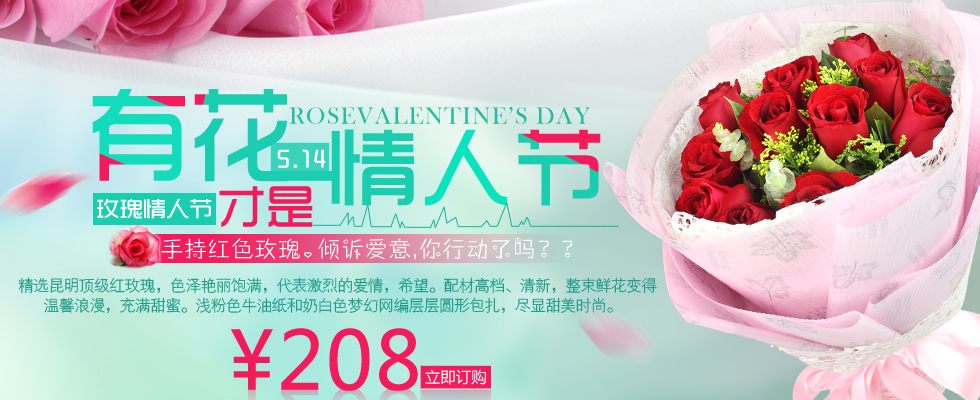 有花
ROSEVALENTINE'S DAY
5.14
情人节
玫瑰情人节
才是
手持红色玫瑰。倾诉爱意,你行动了吗？？
精选昆明顶级红玫瑰，色泽艳丽饱满，代表激烈的爱情，希望。配材高档、清新，整束鲜花变得
温馨浪漫，充满甜蜜。浅粉色牛油纸和奶白色梦幻网编层层圆形包扎，尽显甜美时尚。
¥208
立即订购